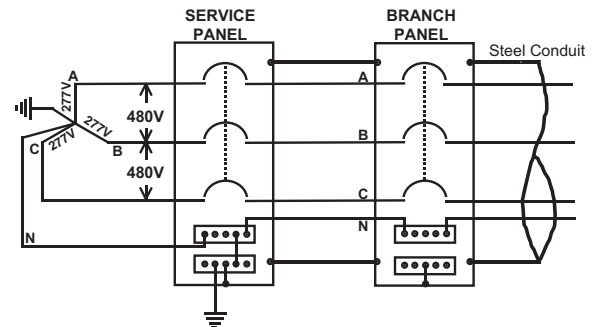 SERVICE
PANEL
BRANCH
PANEL
Steel Conduit
A
277V
480V
277V
B
277V
C
480V
N
A
B
C
N